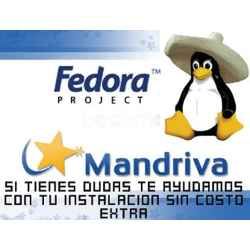 Fedora™
PROJECT
Mandriva
SI TIENES DUDAS TE AYUDAMOS
CON TU INSTALACION SIN COSTO
EXTRA